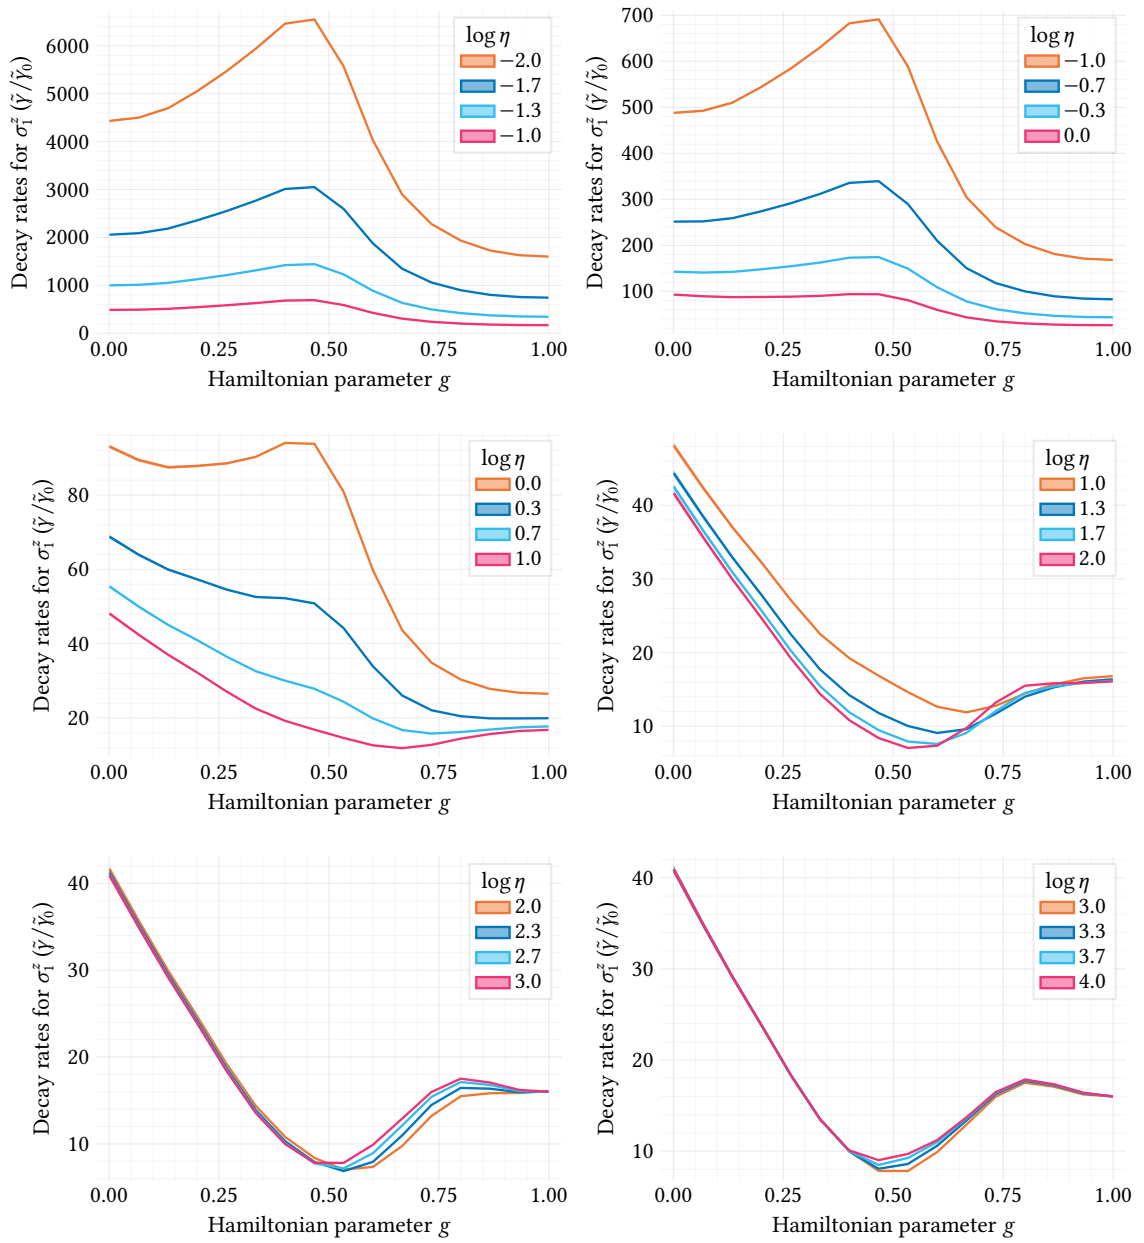 Decay rates for σ₁ᶻ (γ̃/γ̃₀)
6000
5000
4000
3000
2000
1000
0
0.00 0.25 0.50 0.75 1.00
Hamiltonian parameter g
log η
−2.0
−1.7
−1.3
−1.0
Decay rates for σ₁ᶻ (γ̃/γ̃₀)
700
600
500
400
300
200
100
0.00 0.25 0.50 0.75 1.00
Hamiltonian parameter g
log η
−1.0
−0.7
−0.3
0.0
Decay rates for σ₁ᶻ (γ̃/γ̃₀)
80
60
40
20
0.00 0.25 0.50 0.75 1.00
Hamiltonian parameter g
log η
0.0
0.3
0.7
1.0
Decay rates for σ₁ᶻ (γ̃/γ̃₀)
40
30
20
10
0.00 0.25 0.50 0.75 1.00
Hamiltonian parameter g
log η
1.0
1.3
1.7
2.0
Decay rates for σ₁ᶻ (γ̃/γ̃₀)
40
30
20
10
0.00 0.25 0.50 0.75 1.00
Hamiltonian parameter g
log η
2.0
2.3
2.7
3.0
Decay rates for σ₁ᶻ (γ̃/γ̃₀)
40
30
20
10
0.00 0.25 0.50 0.75 1.00
Hamiltonian parameter g
log η
3.0
3.3
3.7
4.0